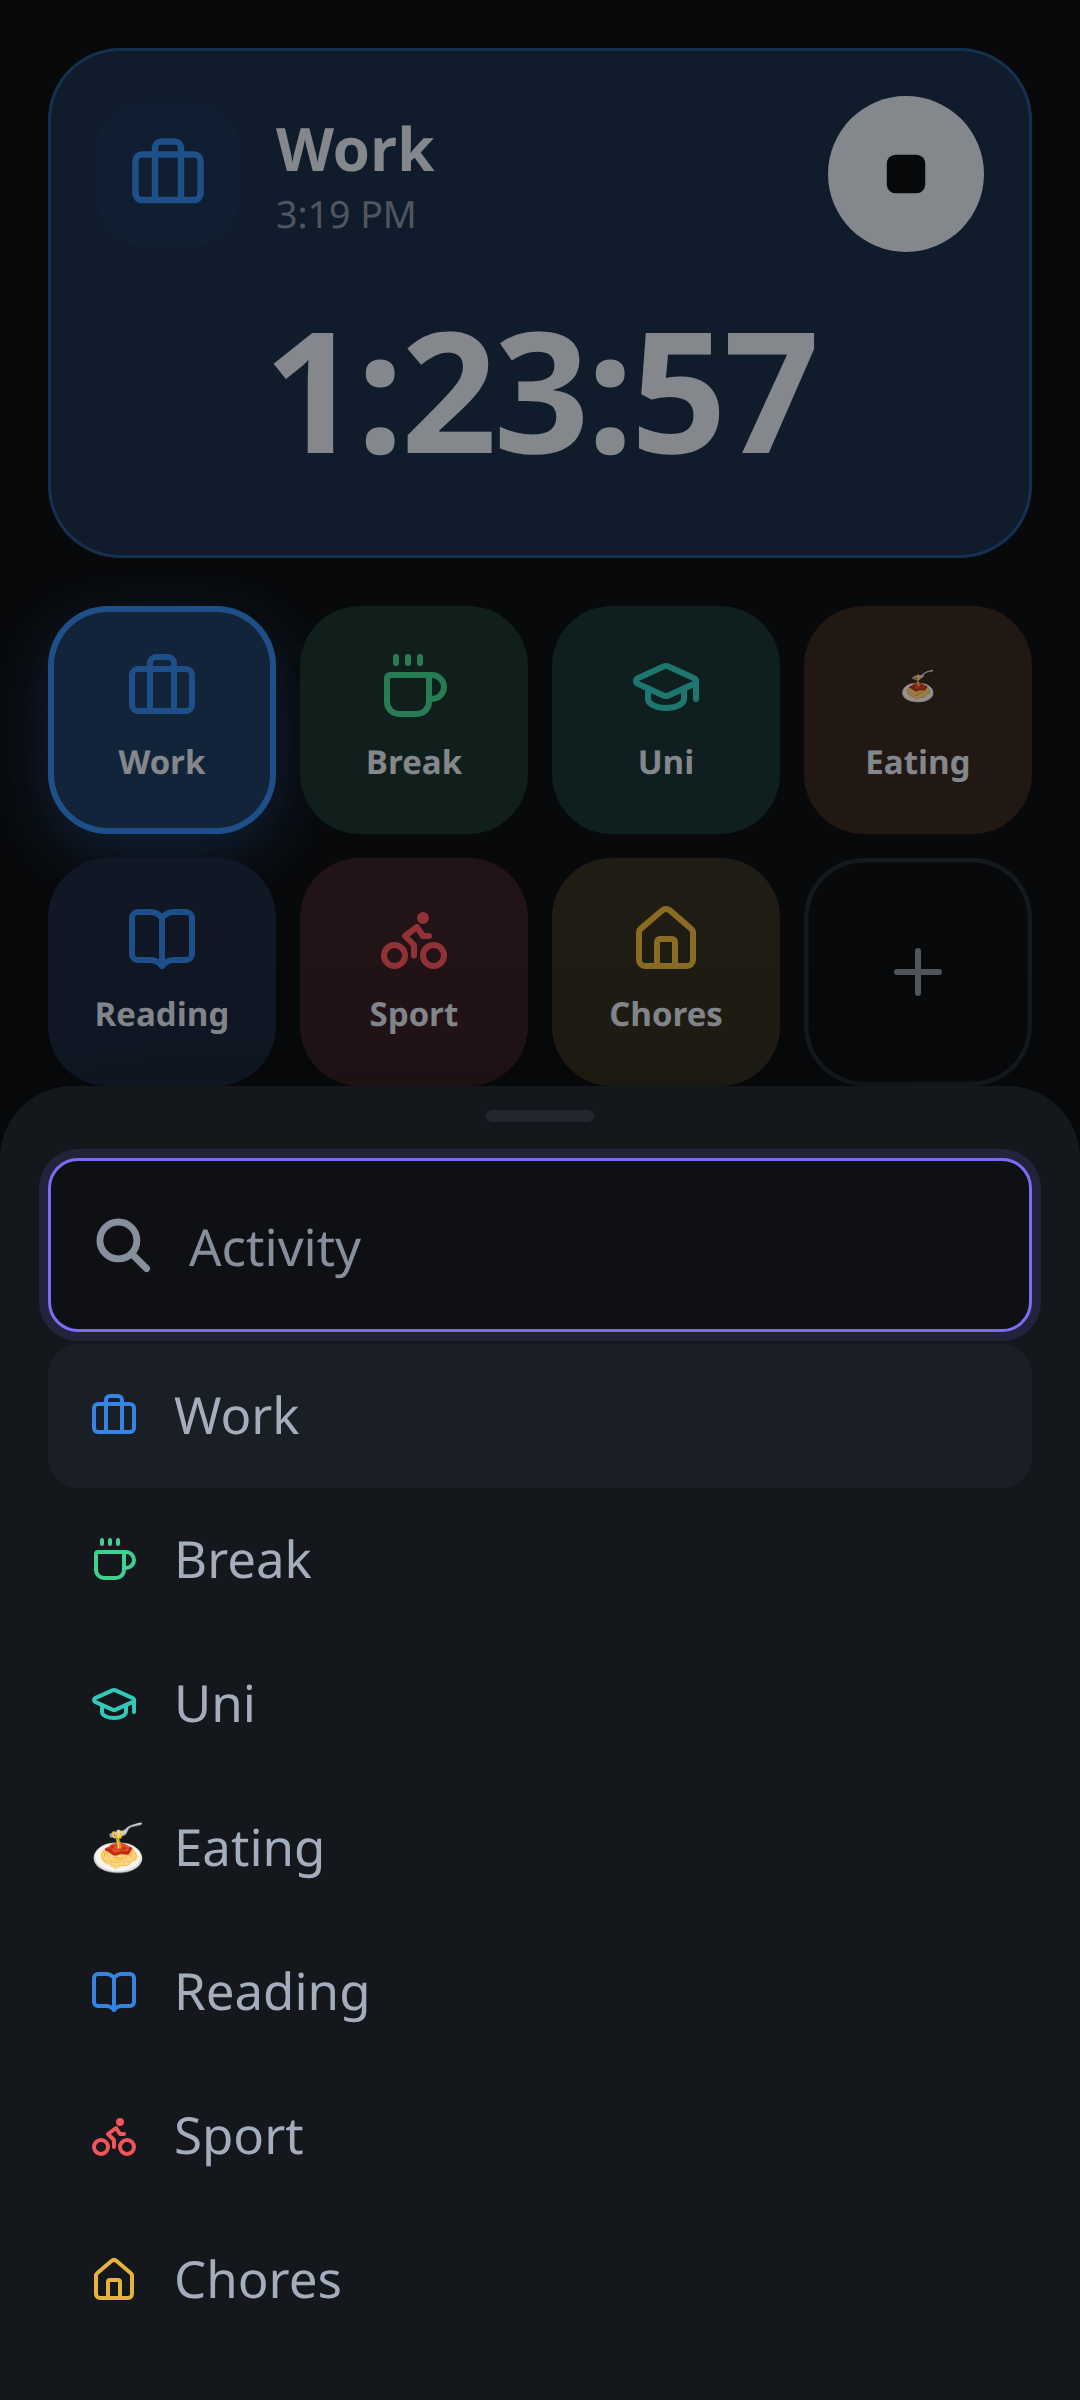 Work
3:19 PM
1:23:57
Work
Break
Uni
Eating
Reading
Sport
Chores
Activity
Work
Break
Uni
Eating
Reading
Sport
Chores